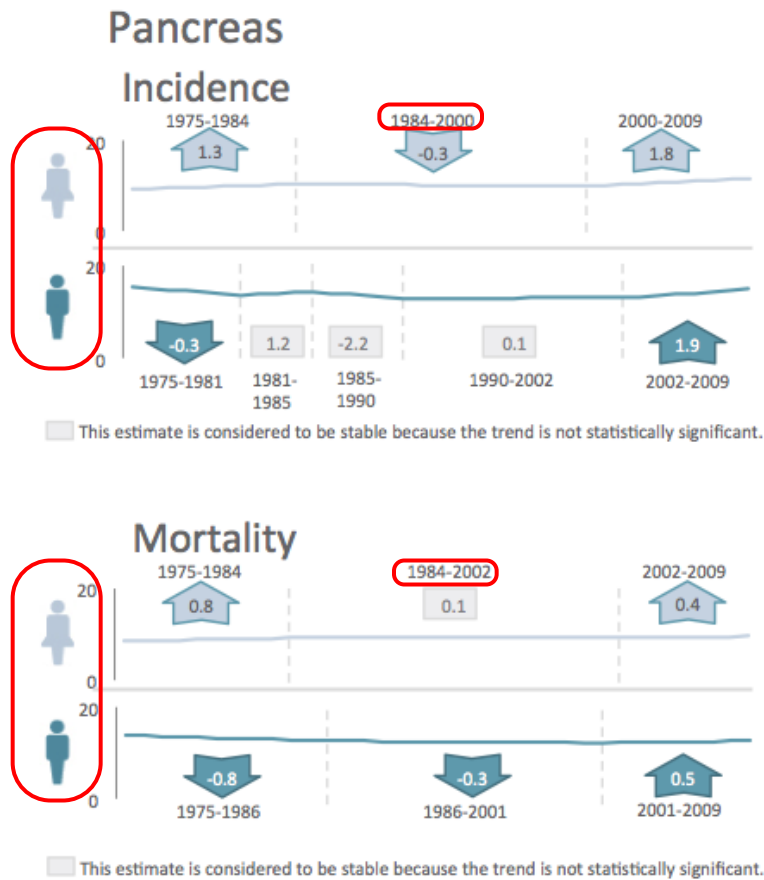 Pancreas
Incidence
1975-1984 1984-2000 2000-2009
20
1.3 -0.3 1.8
0
20
-0.3 1.2 -2.2 0.1 1.9
0
1975-1981 1981- 1985- 1990-2002 2002-2009
1985 1990
This estimate is considered to be stable because the trend is not statistically significant.
Mortality
1975-1984 1984-2002 2002-2009
20
0.8 0.1 0.4
0
20
-0.8 -0.3 0.5
0
1975-1986 1986-2001 2001-2009
This estimate is considered to be stable because the trend is not statistically significant.